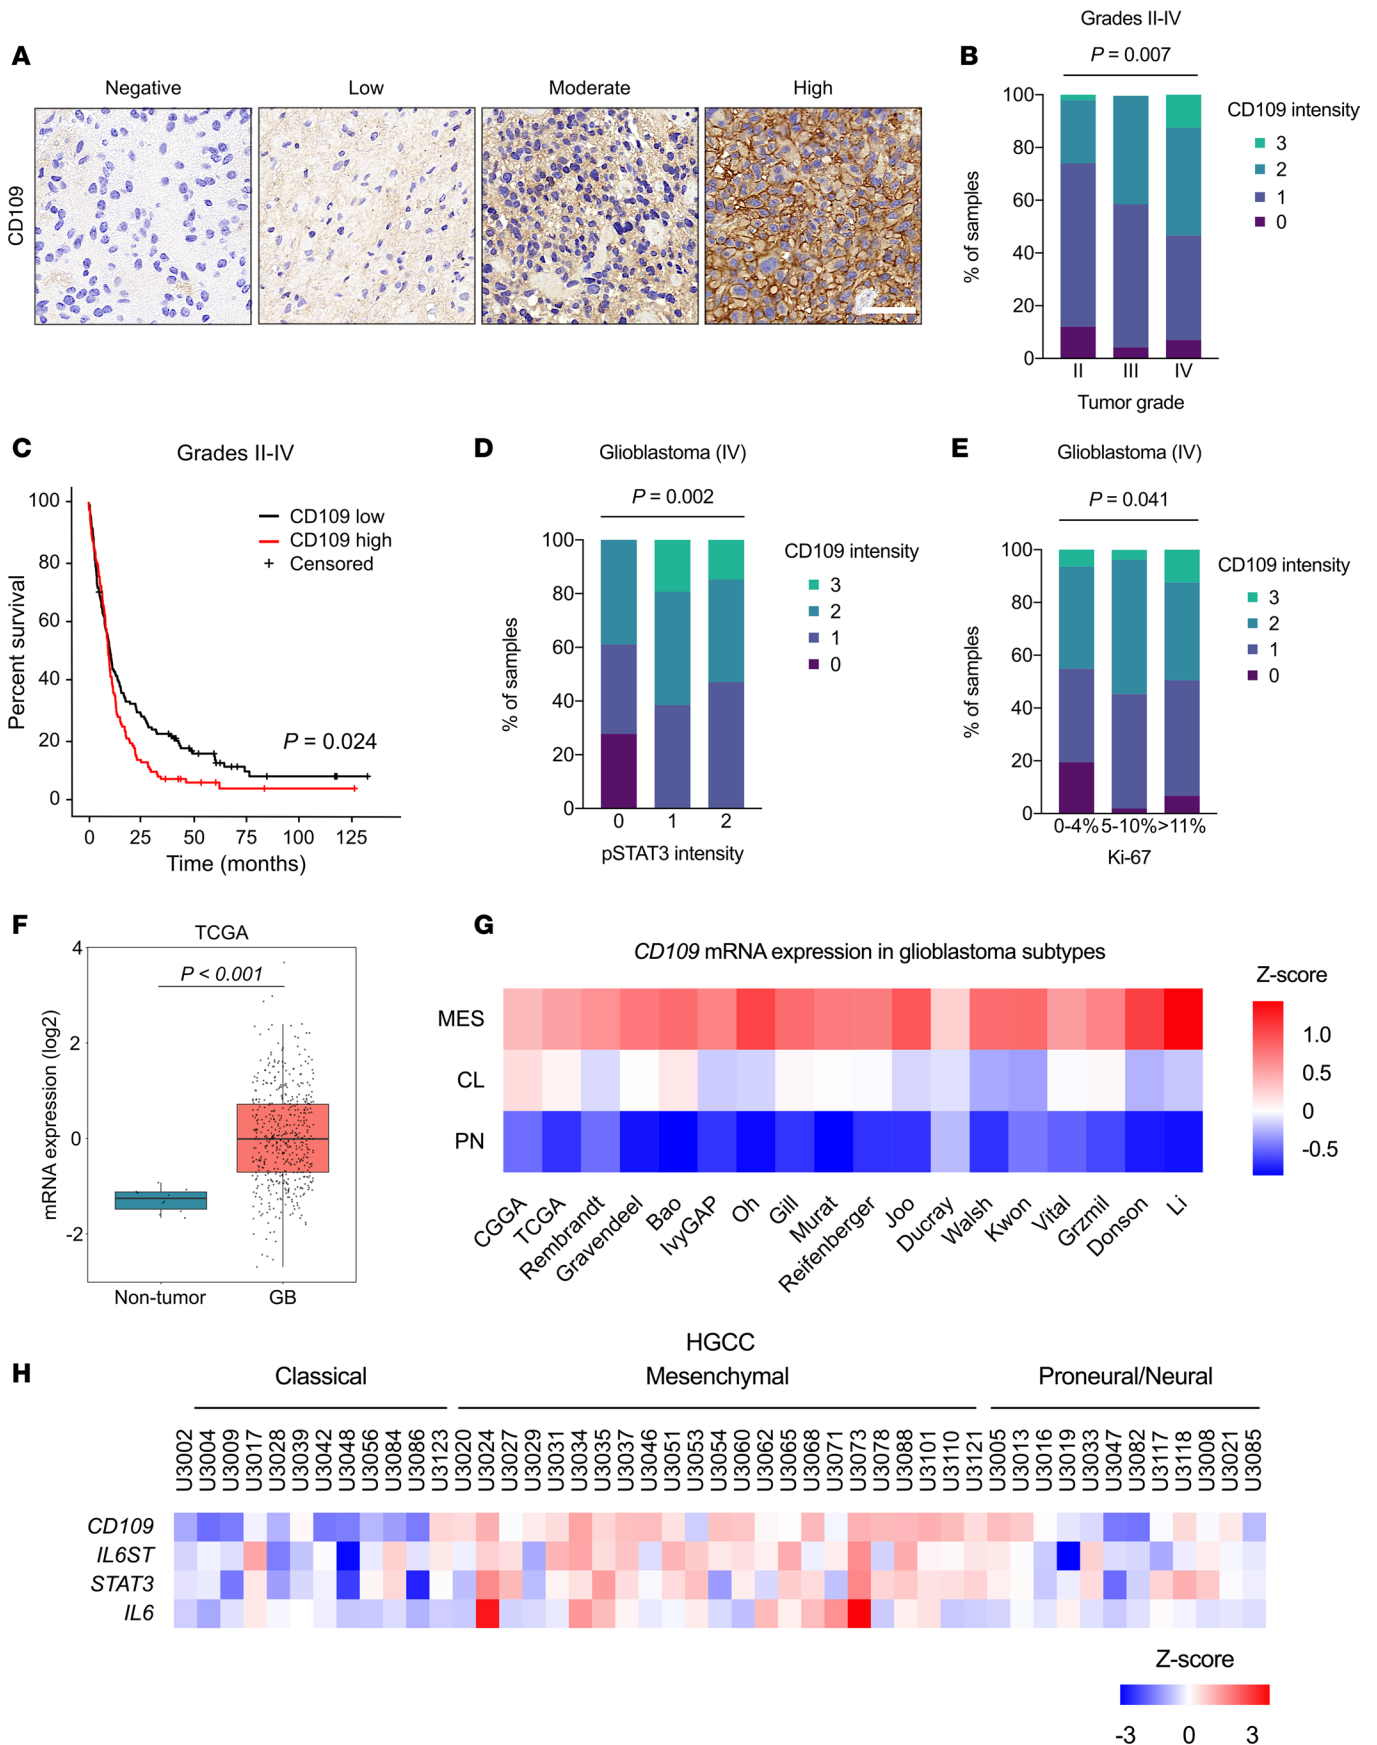 A
Negative
Low
Moderate
High
CD109
B
Grades II-IV
P = 0.007
100
80
60
40
20
0
% of samples
II
III
IV
Tumor grade
CD109 intensity
3
2
1
0
C
Grades II-IV
100
80
60
40
20
0
Percent survival
CD109 low
CD109 high
+ Censored
P = 0.024
0
25
50
75
100
125
Time (months)
D
Glioblastoma (IV)
P = 0.002
100
80
60
40
20
0
% of samples
0
1
2
pSTAT3 intensity
CD109 intensity
3
2
1
0
E
Glioblastoma (IV)
P = 0.041
100
80
60
40
20
0
% of samples
0-4%
5-10%
>11%
Ki-67
CD109 intensity
3
2
1
0
F
TCGA
P < 0.001
4
2
0
-2
mRNA expression (log2)
Non-tumor
GB
G
CD109 mRNA expression in glioblastoma subtypes
MES
CL
PN
CGGA
TCGA
Rembrandt
Gravendeel
Bao
IvyGAP
Oh
Gill
Murat
Reifenberger
Joo
Ducray
Walsh
Kwon
Vital
Grzmil
Donson
Li
Z-score
1.0
0.5
0
-0.5
H
HGCC
Classical
Mesenchymal
Proneural/Neural
U3002
U3004
U3009
U3017
U3028
U3039
U3042
U3048
U3056
U3084
U3086
U3123
U3020
U3024
U3027
U3029
U3031
U3034
U3035
U3037
U3046
U3051
U3053
U3054
U3060
U3062
U3065
U3068
U3071
U3073
U3078
U3088
U3101
U3110
U3121
U3005
U3013
U3016
U3019
U3033
U3047
U3082
U3117
U3118
U3008
U3021
U3085
CD109
IL6ST
STAT3
IL6
Z-score
-3
0
3